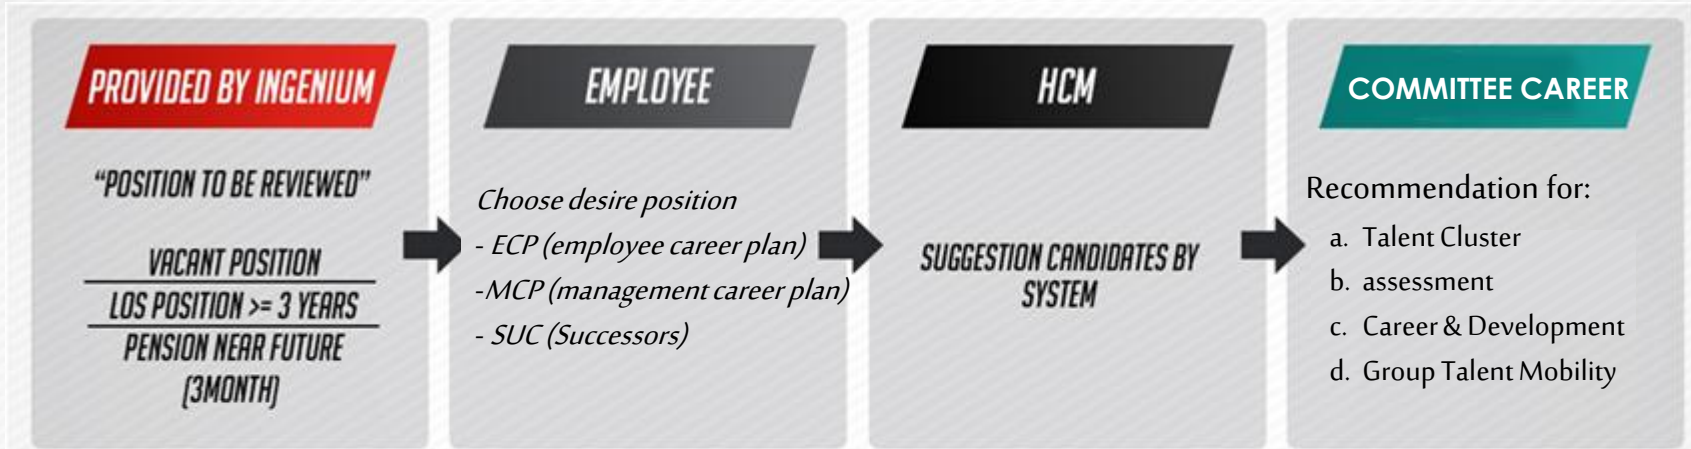 PROVIDED BY INGENIUM
"POSITION TO BE REVIEWED"
VACANT POSITION
LOS POSITION >= 3 YEARS
PENSION NEAR FUTURE
(3MONTH)
EMPLOYEE
Choose desire position
- ECP (employee career plan)
-MCP (management career plan)
- SUC (Successors)
HCM
SUGGESTION CANDIDATES BY
SYSTEM
COMMITTEE CAREER
Recommendation for:
a. Talent Cluster
b. assessment
c. Career & Development
d. Group Talent Mobility